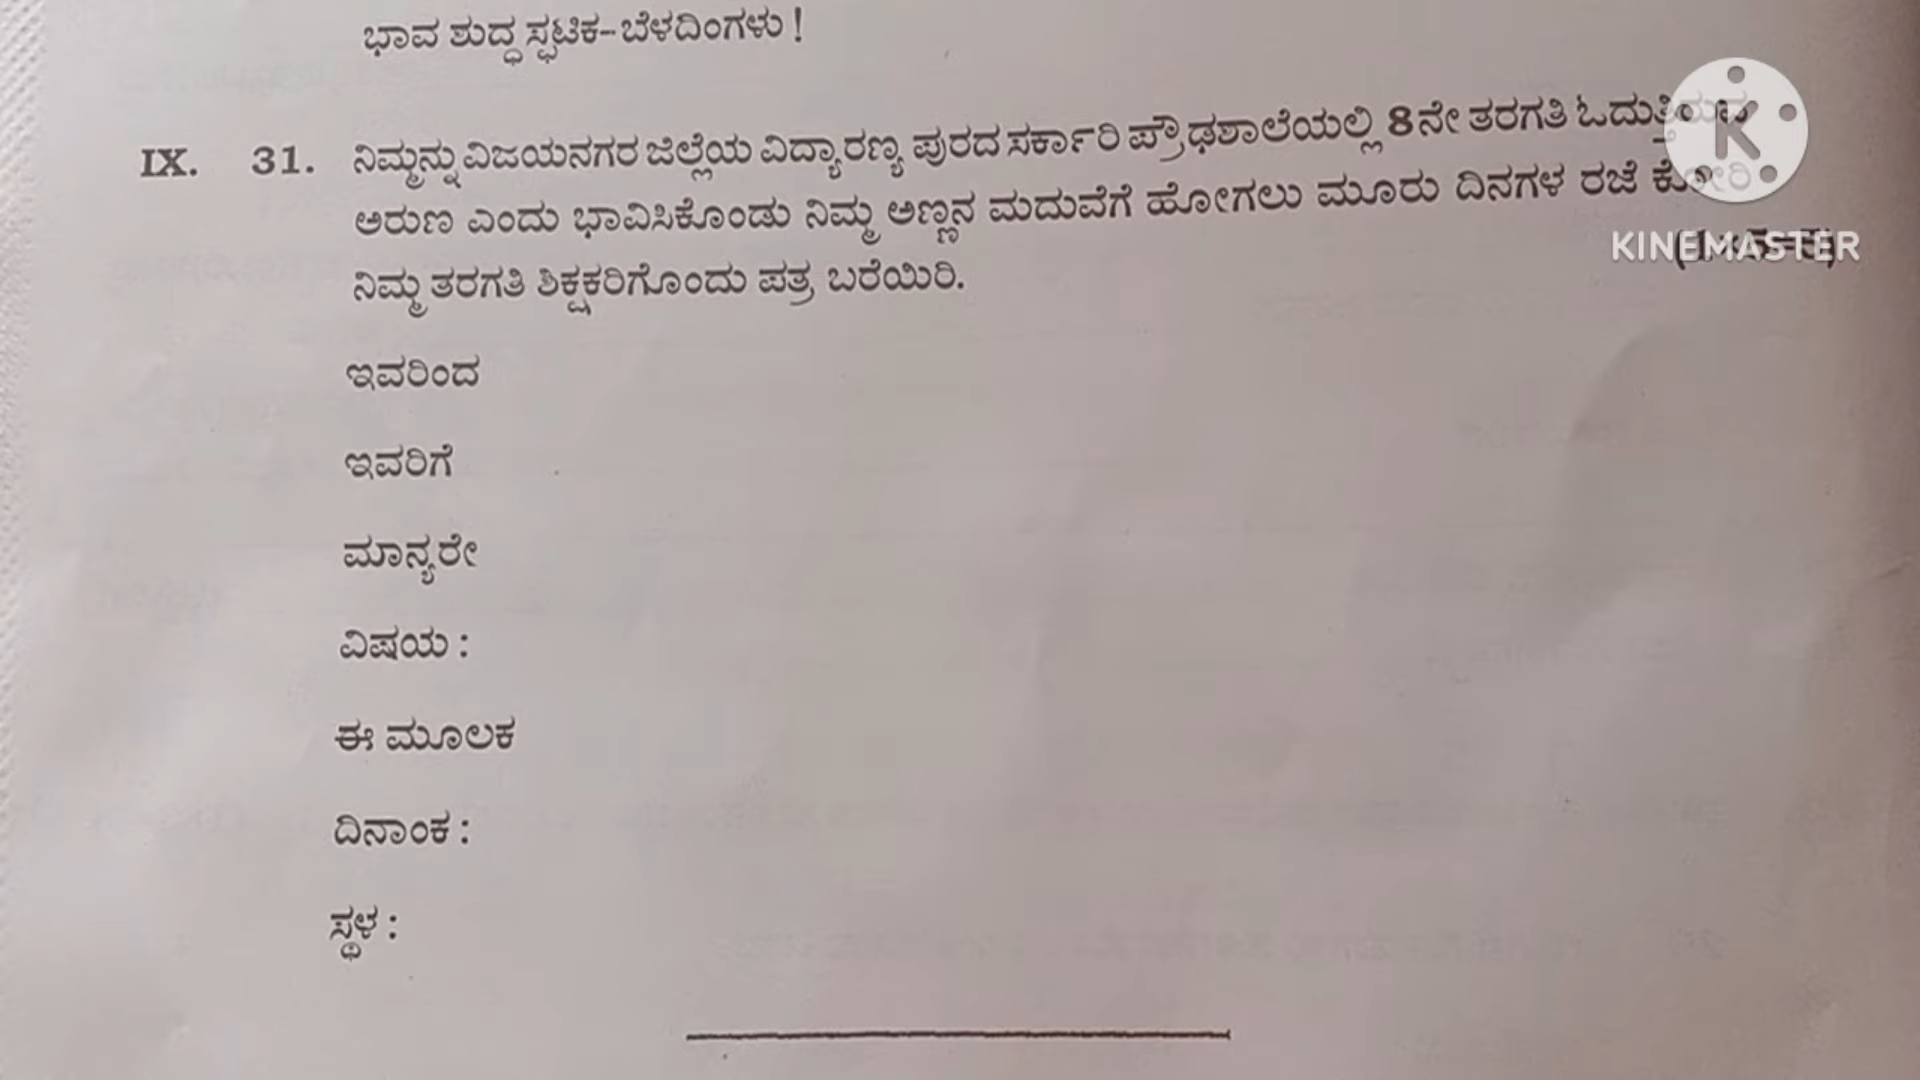 ಭಾವ ಶುದ್ಧ ಸ್ಫಟಿಕ-ಬೆಳದಿಂಗಳು !
IX. 31. ನಿಮ್ಮನ್ನು ವಿಜಯನಗರ ಜಿಲ್ಲೆಯ ವಿದ್ಯಾರಣ್ಯ ಪುರದ ಸರ್ಕಾರಿ ಪ್ರೌಢಶಾಲೆಯಲ್ಲಿ 8ನೇ ತರಗತಿ ಓದುತ್ತಿರುವ
ಅರುಣ ಎಂದು ಭಾವಿಸಿಕೊಂಡು ನಿಮ್ಮ ಅಣ್ಣನ ಮದುವೆಗೆ ಹೋಗಲು ಮೂರು ದಿನಗಳ ರಜೆ ಕೋರಿ
ನಿಮ್ಮ ತರಗತಿ ಶಿಕ್ಷಕರಿಗೊಂದು ಪತ್ರ ಬರೆಯಿರಿ.
KINEMASTER
ಇವರಿಂದ
ಇವರಿಗೆ
ಮಾನ್ಯರೇ
ವಿಷಯ :
ಈ ಮೂಲಕ
ದಿನಾಂಕ :
ಸ್ಥಳ :